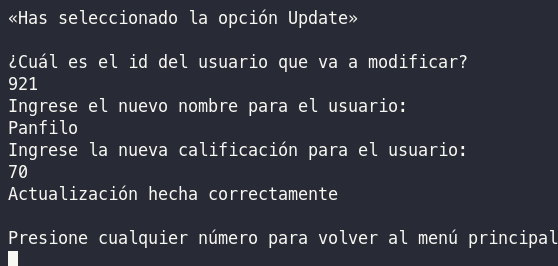 «Has seleccionado la opción Update»
¿Cuál es el id del usuario que va a modificar?
921
Ingrese el nuevo nombre para el usuario:
Panfilo
Ingrese la nueva calificación para el usuario:
70
Actualización hecha correctamente
Presione cualquier número para volver al menú principal